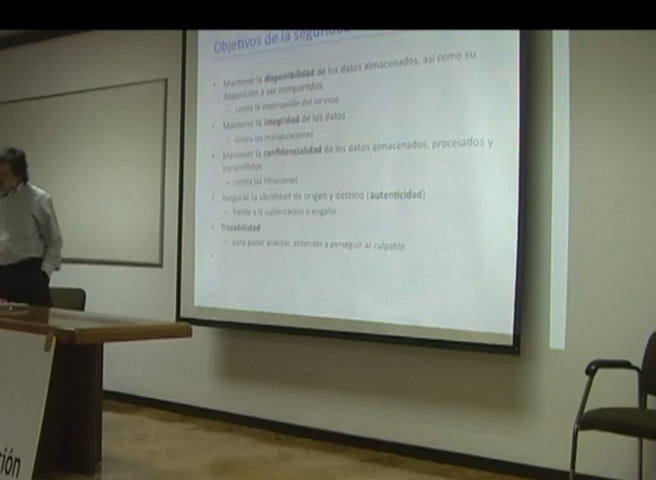 Objetivos de la seguridad
• Mantener la disponibilidad de los datos almacenados, así como su
disposición a ser compartidos
– contra la interrupción del servicio
• Mantener la integridad de los datos
– contra las manipulaciones
• Mantener la confidencialidad de los datos almacenados, procesados y
transmitidos
– contra las filtraciones
• Asegurar la identidad de origen y destino (autenticidad)
– frente a la suplantación o engaño
• Trazabilidad
– para poder analizar, entender y perseguir al culpable
• ...
ión